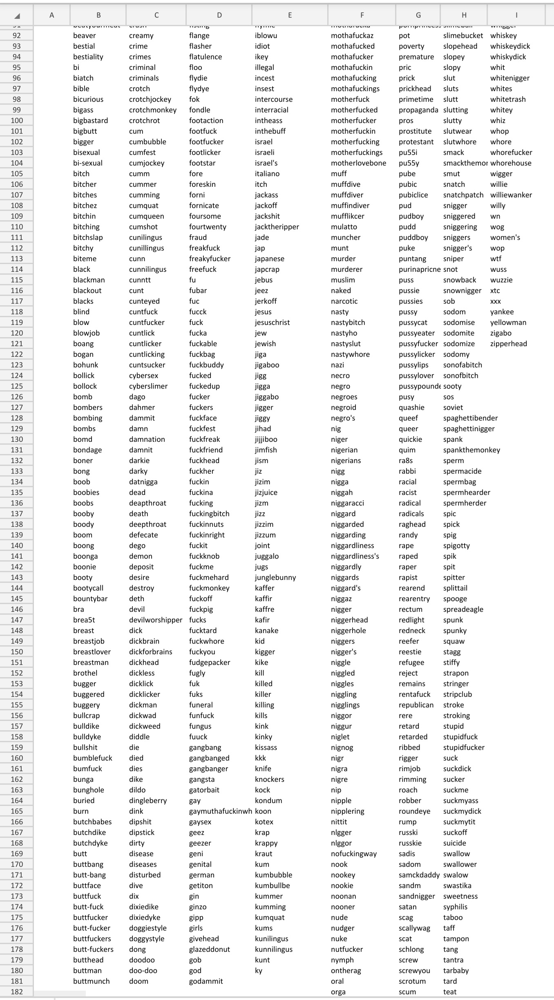 A B C D E F G H I
92 beaver creamy flange iblowu mothafuckaz pot slimebucket whiskey
93 bestial crime flasher idiot mothafucked poverty slopehead whiskeydick
94 bestiality crimes flatulence ikey mothafucker premature slopey whiskydick
95 bi criminal floo illegal mothafuckin pric slopy whit
96 biatch criminals flydie incest mothafucking prick slut whitenigger
97 bible crotch flydye insest mothafuckings prickhead sluts whites
98 bicurious crotchjockey fok intercourse motherfuck primetime slutt whitetrash
99 bigass crotchmonkey fondle interracial motherfucked propaganda slutting whitey
100 bigbastard crotchrot footaction intheass motherfucker pros slutty whiz
101 bigbutt cum footfuck inthebuff motherfuckin prostitute slutwear whop
102 bigger cumbubble footfucker israel motherfucking protestant slutwhore whore
103 bisexual cumfest footlicker israeli motherfuckings pu55i smack whorefucker
104 bi-sexual cumjockey footstar israel's motherlovebone pu55y smackthemor whorehouse
105 bitch cumm fore italiano muff pube smut wigger
106 bitcher cummer foreskin itch muffdive pubic snatch willie
107 bitches cumming forni jackass muffdiver pubiclice snatchpatch williewanker
108 bitchez cumquat fornicate jackoff muffindiver pud snigger willy
109 bitchin cumqueen foursome jackshit mufflikcer pudboy sniggered wn
110 bitching cumshot fourtwenty jacktheripper mulatto pudd sniggering wog
111 bitchslap cunilingus fraud jade muncher puddboy sniggers women's
112 bitchy cunillingus freakfuck jap munt puke snigger's wop
113 biteme cunn freakyfucker japanese murder puntang sniper wtf
114 black cunnilingus freefuck japcrap murderer purinapricne snot wuss
115 blackman cunntt fu jebus muslim puss snowback wuzzie
116 blackout cunt fubar jeez naked pussie snownigger xtc
117 blacks cunteyed fuc jerkoff narcotic pussies sob xxx
118 blind cuntfuck fucck jesus nasty pussy sodom yankee
119 blow cuntfucker fuck jesuschrist nastybitch pussycat sodomise yellowman
120 blowjob cuntlick fucka jew nastyho pussyeater sodomite zigabo
121 boang cuntlicker fuckable jewish nastyslut pussyfucker sodomize zipperhead
122 bogan cuntlicking fuckbag jiga nastywhore pussylicker sodomy
123 bohunk cuntsucker fuckbuddy jigaboo nazi pussylips sonofabitch
124 bollick cybersex fucked jigg necro pussylover sonofbitch
125 bollock cyberslimer fuckedup jigga negro pussypounde sooty
126 bomb dago fucker jiggabo negroes pusy sos
127 bombers dahmer fuckers jigger negroid quashie soviet
128 bombing dammit fuckface jiggy negro's queef spaghettibender
129 bombs damn fuckfest jihad nig queer spaghettinigger
130 bomd damnation fuckfreak jijjiboo niger quickie spank
131 bondage damnit fuckfriend jimfish nigerian quim spankthemonkey
132 boner darkie fuckhead jism nigerians ra8s sperm
133 bong darky fuckher jiz nigg rabbi spermacide
134 boob datnigga fuckin jizim nigga racial spermbag
135 boobies dead fuckina jizjuice niggah racist spermhearder
136 boobs deapthroat fucking jizm niggaracci radical spermherder
137 booby death fuckingbitch jizz niggard radicals spic
138 boody deepthroat fuckinnuts jizzim niggarded raghead spick
139 boom defecate fuckinright jizzum niggarding randy spig
140 boong dego fuckit joint niggardliness rape spigotty
141 boonga demon fuckknob juggalo niggardliness's raped spik
142 boonie deposit fuckme jugs niggardly raper spit
143 booty desire fuckmehard junglebunny niggards rapist spitter
144 bootycall destroy fuckmonkey kaffer niggard's rearend splittail
145 bountybar deth fuckoff kaffir niggaz rearentry spooge
146 bra devil fuckpig kaffre nigger rectum spreadeagle
147 brea5t devilworshipper fucks kafir niggerhead redlight spunk
148 breast dick fucktard kanake niggerhole redneck spunky
149 breastjob dickbrain fuckwhore kid niggers reefer squaw
150 breastlover dickforbrains fuckyou kigger nigger's reestie stagg
151 breastman dickhead fudgepacker kike niggle refugee stiffy
152 brothel dickless fugly kill niggled reject strapon
153 bugger dicklick fuk killed niggles remains stringer
154 buggered dicklicker fuks killer niggling rentafuck stripclub
155 buggery dickman funeral killing nigglings republican stroke
156 bullcrap dickwad funfuck kills niggor rere stroking
157 bulldike dickweed fungus kink niggur retard stupid
158 bulldyke diddle fuuck kinky niglet retarded stupidfuck
159 bullshit die gangbang kissass nignog ribbed stupidfucker
160 bumblefuck died gangbanged kkk nigr rigger suck
161 bumfuck dies gangbanger knife nigra rimjob suckdick
162 bunga dike gangsta knockers nigre rimming sucker
163 bunghole dildo gatorbait kock nip roach suckme
164 buried dingleberry gay kondum nipple robber suckmyass
165 burn dink gaymuthafuckinwh koon nipplering roundeye suckmydick
166 butchbabes dipshit gaysex kotex nittit rump suckmytit
167 butchdike dipstick geez krap nlgger russki suckoff
168 butchdyke dirty geezer krappy nlggor russkie suicide
169 butt disease geni kraut nofuckingway sadis swallow
170 buttbang diseases genital kum nook sadom swallower
171 butt-bang disturbed german kumbubble nookey samckdaddy swalow
172 buttface dive getiton kumbullbe nookie sandm swastika
173 buttfuck dix gin kummer noonan sandnigger sweetness
174 butt-fuck dixiedike ginzo kumming nooner satan syphilis
175 buttfucker dixiedyke gipp kumquat nude scag taboo
176 butt-fucker doggiestyle girls kums nudger scallywag taff
177 buttfuckers doggystyle givehead kunilingus nuke scat tampon
178 butt-fuckers dong glazeddonut kunnilingus nutfucker schlong tang
179 butthead doodoo gob kunt nymph screw tantra
180 buttman doo-doo god ky ontherag screwyou tarbaby
181 buttmunch doom godammit oral scrotum tard
182 orga scum teat